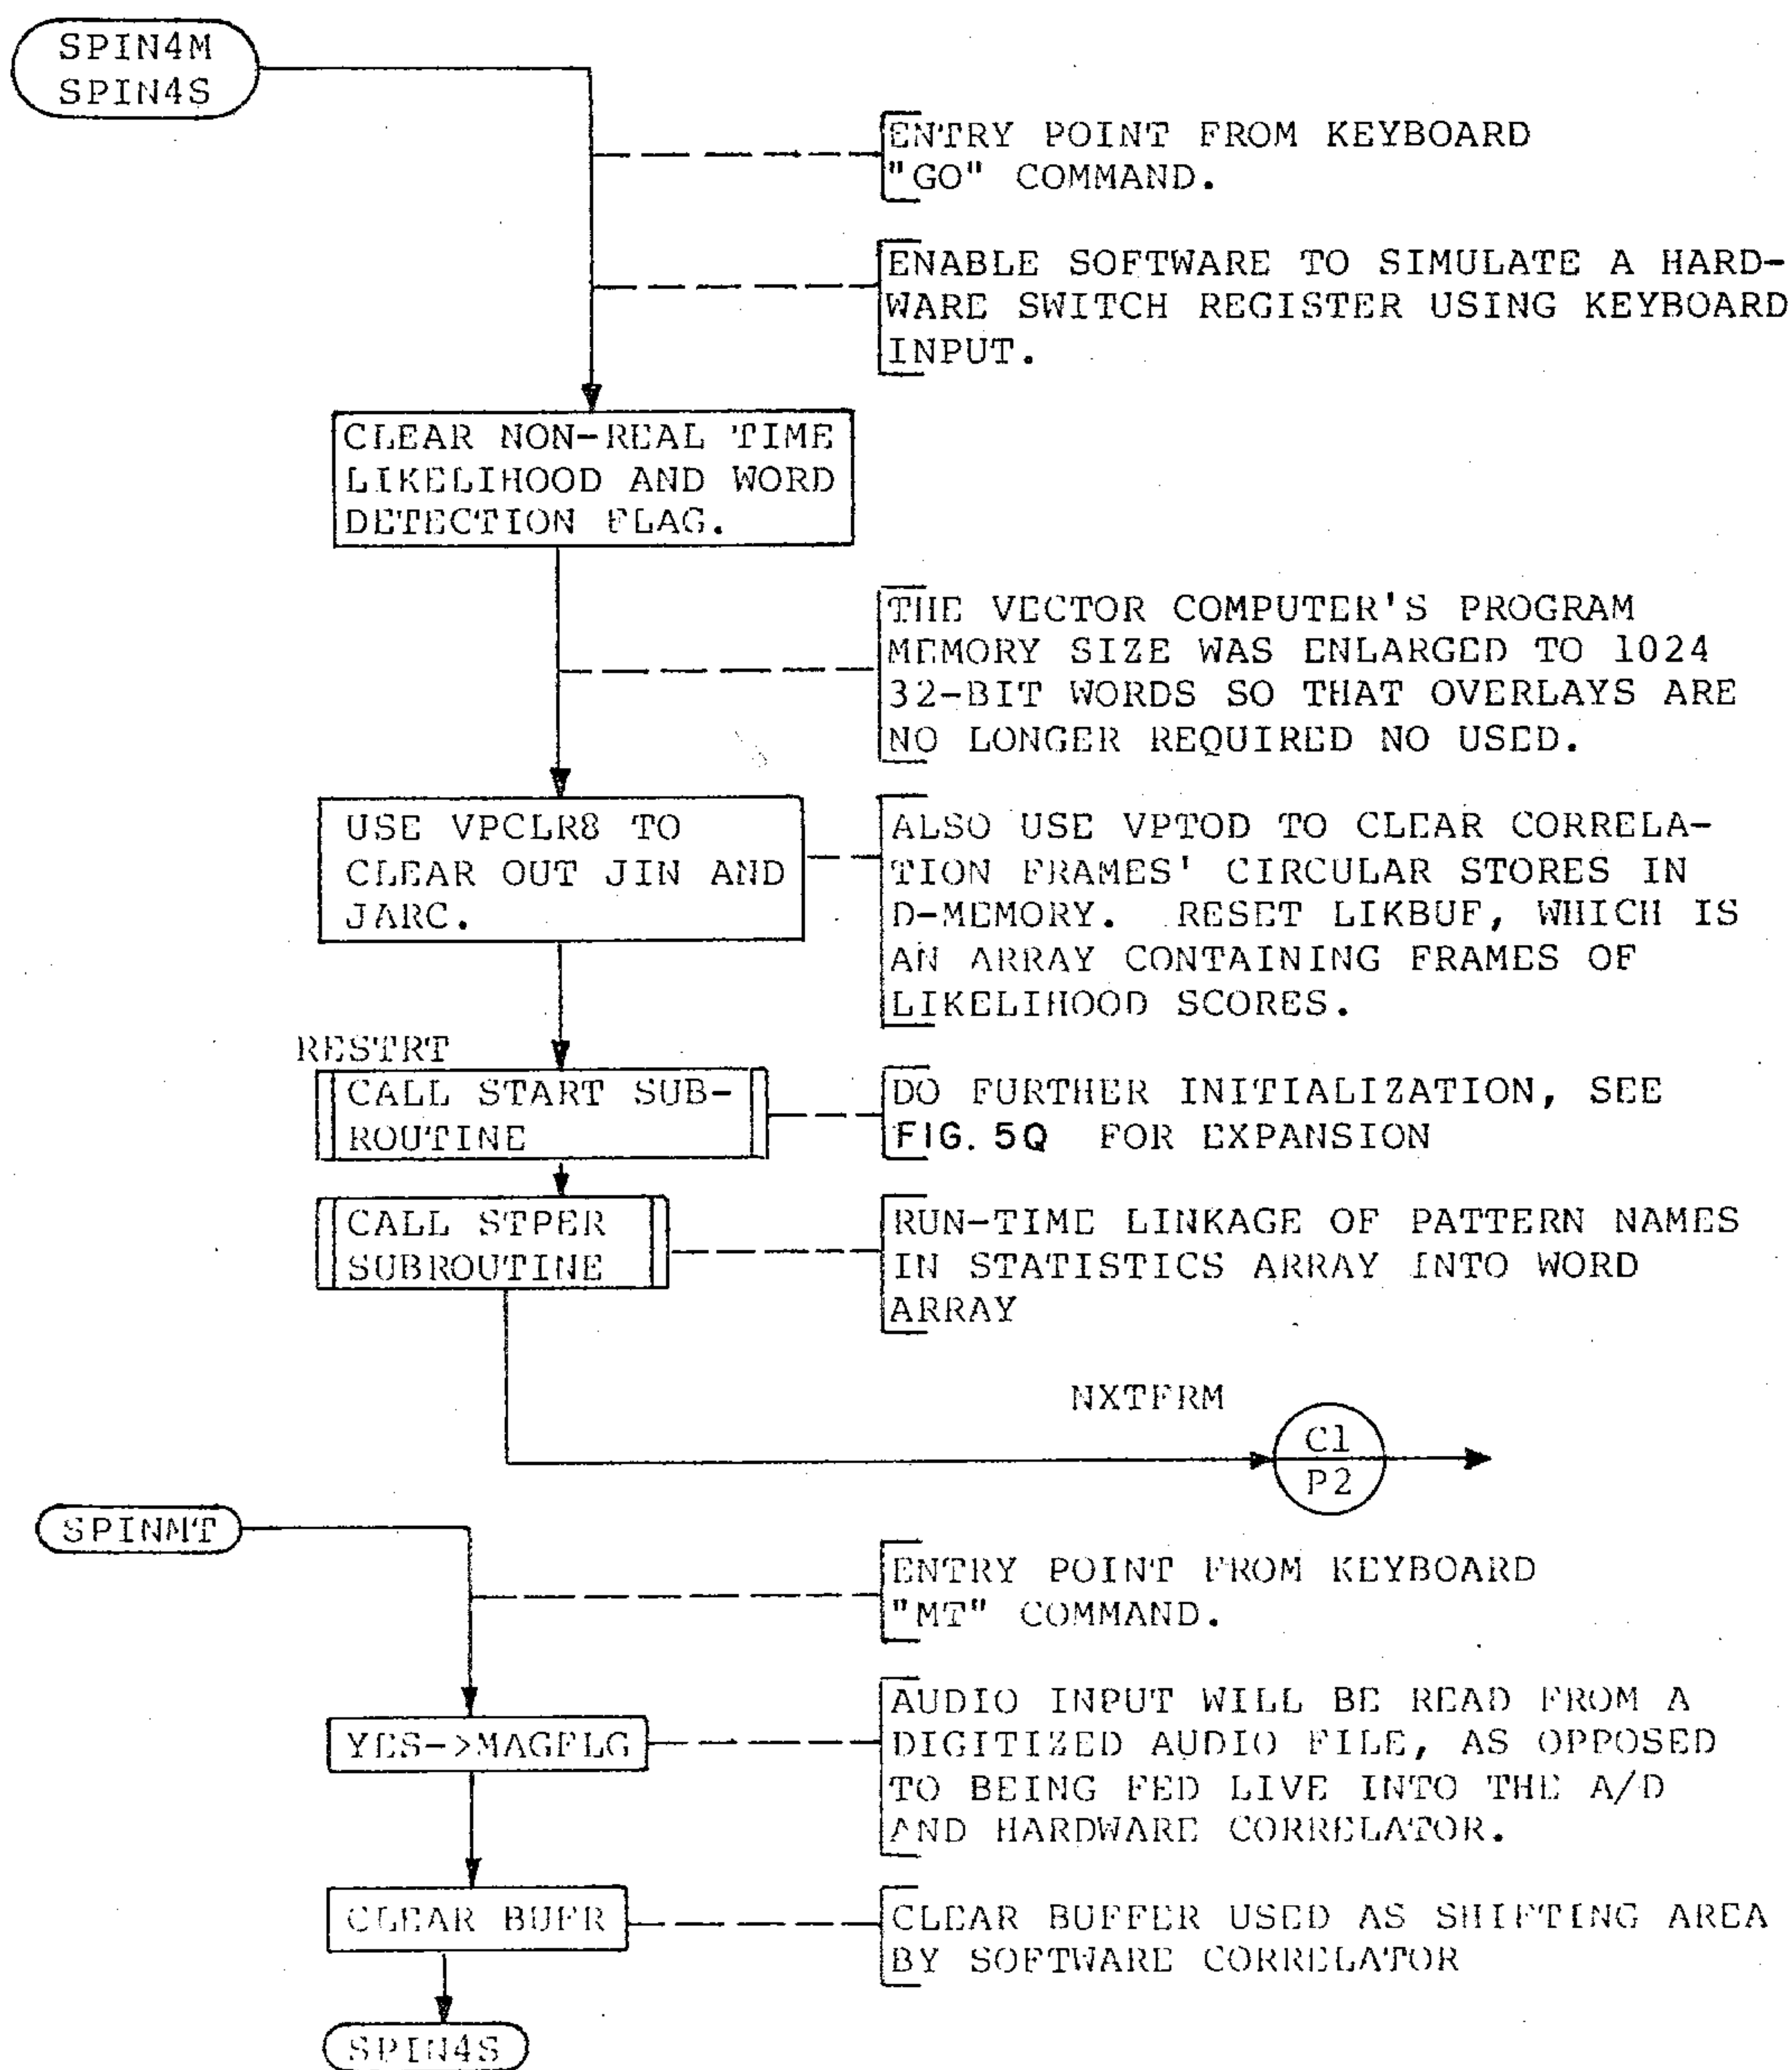 SPIN4M
SPIN4S
ENTRY POINT FROM KEYBOARD
"GO" COMMAND.
ENABLE SOFTWARE TO SIMULATE A HARD-
WARE SWITCH REGISTER USING KEYBOARD
INPUT.
CLEAR NON-REAL TIME
LIKELIHOOD AND WORD
DETECTION FLAG.
THE VECTOR COMPUTER'S PROGRAM
MEMORY SIZE WAS ENLARGED TO 1024
32-BIT WORDS SO THAT OVERLAYS ARE
NO LONGER REQUIRED NO USED.
USE VPCLR8 TO
CLEAR OUT JIN AND
JARC.
ALSO USE VPTOD TO CLEAR CORRELA-
TION FRAMES' CIRCULAR STORES IN
D-MEMORY. RESET LIKBUF, WHICH IS
AN ARRAY CONTAINING FRAMES OF
LIKELIHOOD SCORES.
RESTRT
CALL START SUB-
ROUTINE
DO FURTHER INITIALIZATION, SEE
FIG. 5Q FOR EXPANSION
CALL STPER
SUBROUTINE
RUN-TIME LINKAGE OF PATTERN NAMES
IN STATISTICS ARRAY INTO WORD
ARRAY
NXTFRM
C1
P2
SPINMT
ENTRY POINT FROM KEYBOARD
"MT" COMMAND.
YES->MAGFLG
AUDIO INPUT WILL BE READ FROM A
DIGITIZED AUDIO FILE, AS OPPOSED
TO BEING FED LIVE INTO THE A/D
AND HARDWARE CORRELATOR.
CLEAR BUFR
CLEAR BUFFER USED AS SHIFTING AREA
BY SOFTWARE CORRELATOR
SPIN4S